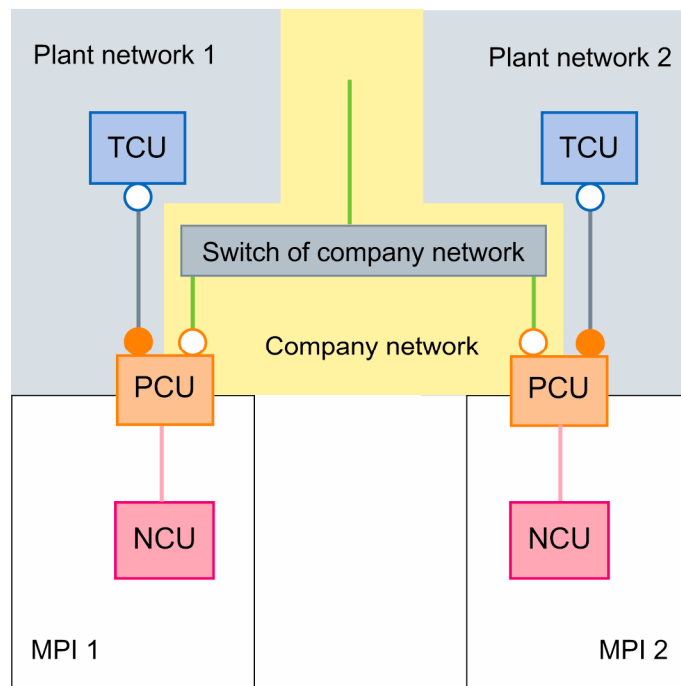 Plant network 1
Plant network 2
TCU
TCU
Switch of company network
Company network
PCU
PCU
NCU
NCU
MPI 1
MPI 2